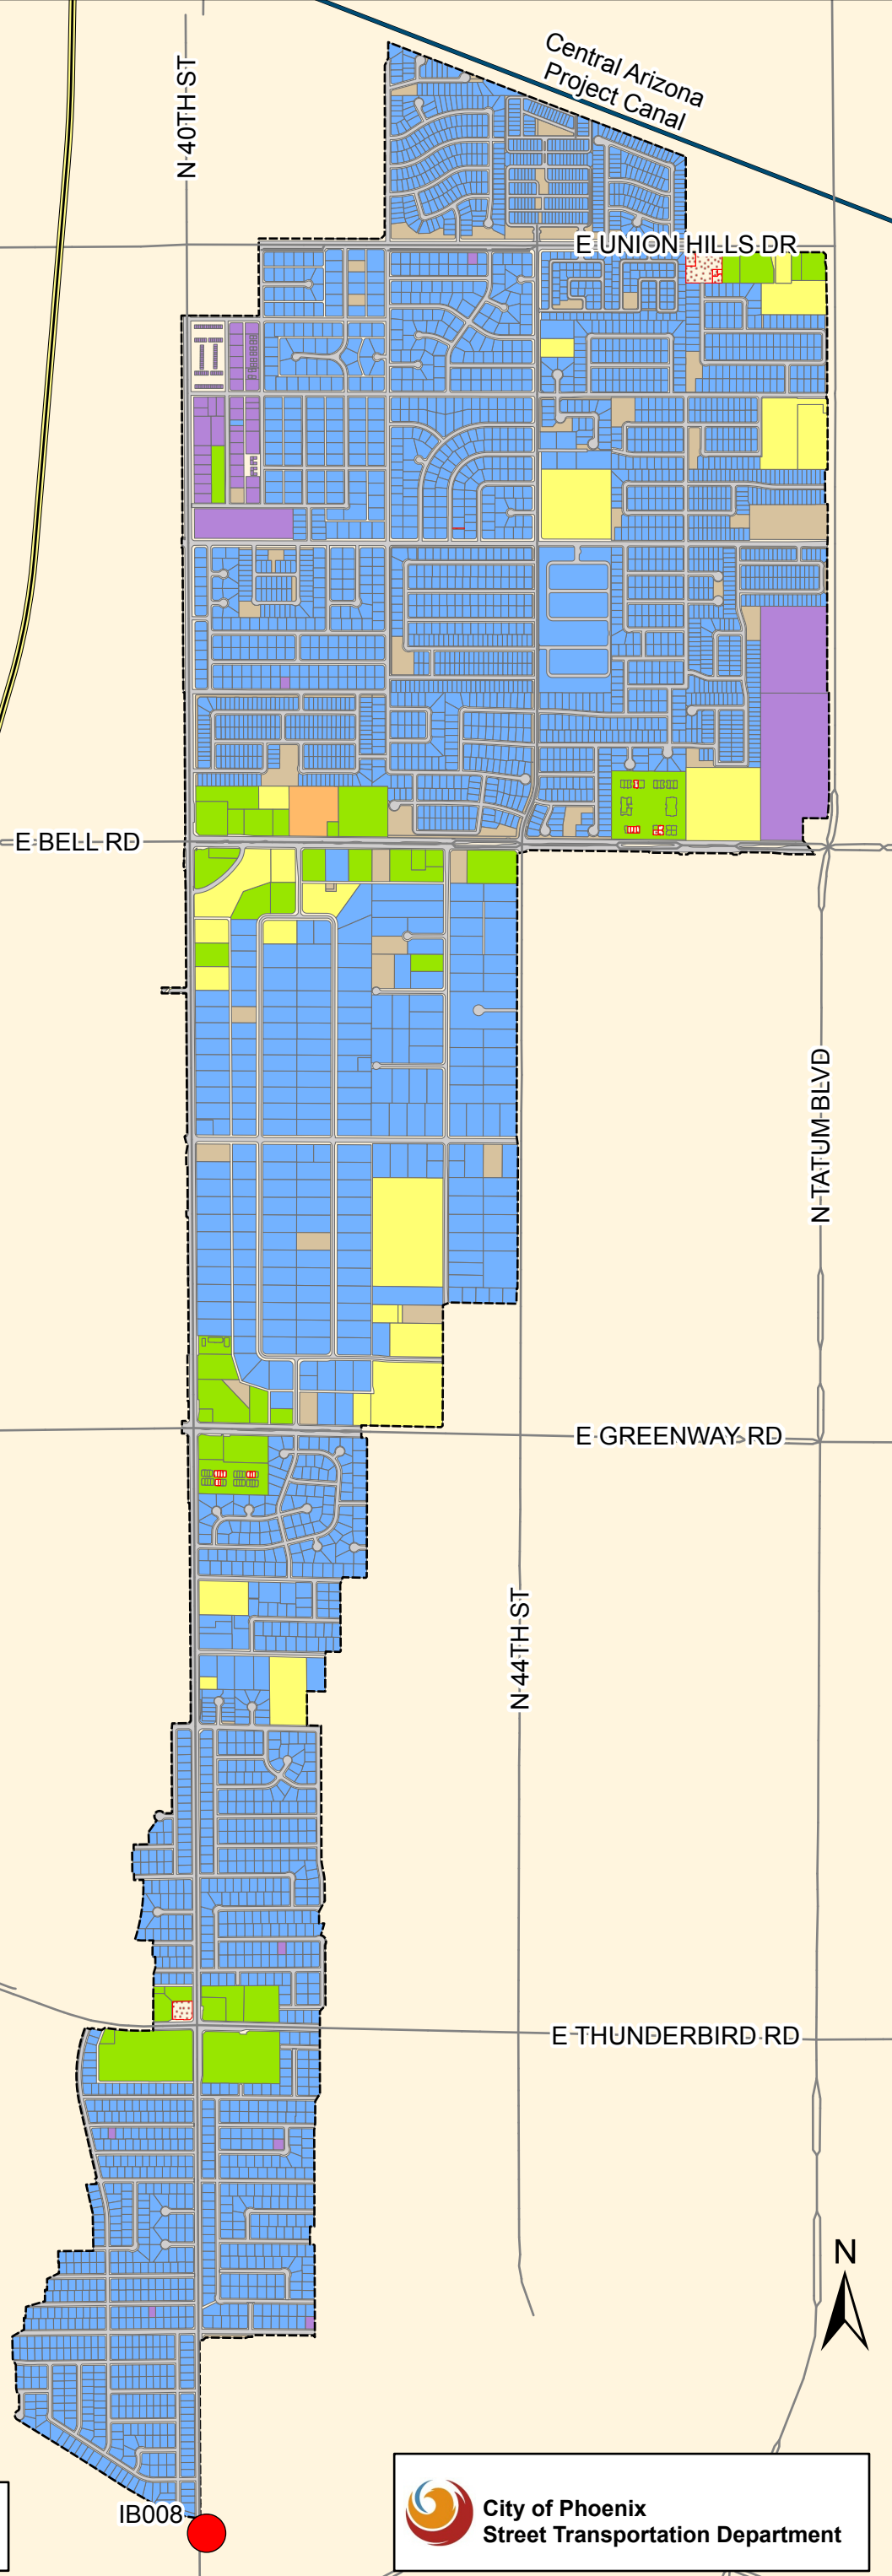 Central Arizona
Project Canal
N 40TH ST
E UNION HILLS DR
E BELL RD
N TATUM BLVD
E GREENWAY RD
N 44TH ST
E THUNDERBIRD RD
N
IB008
City of Phoenix
Street Transportation Department